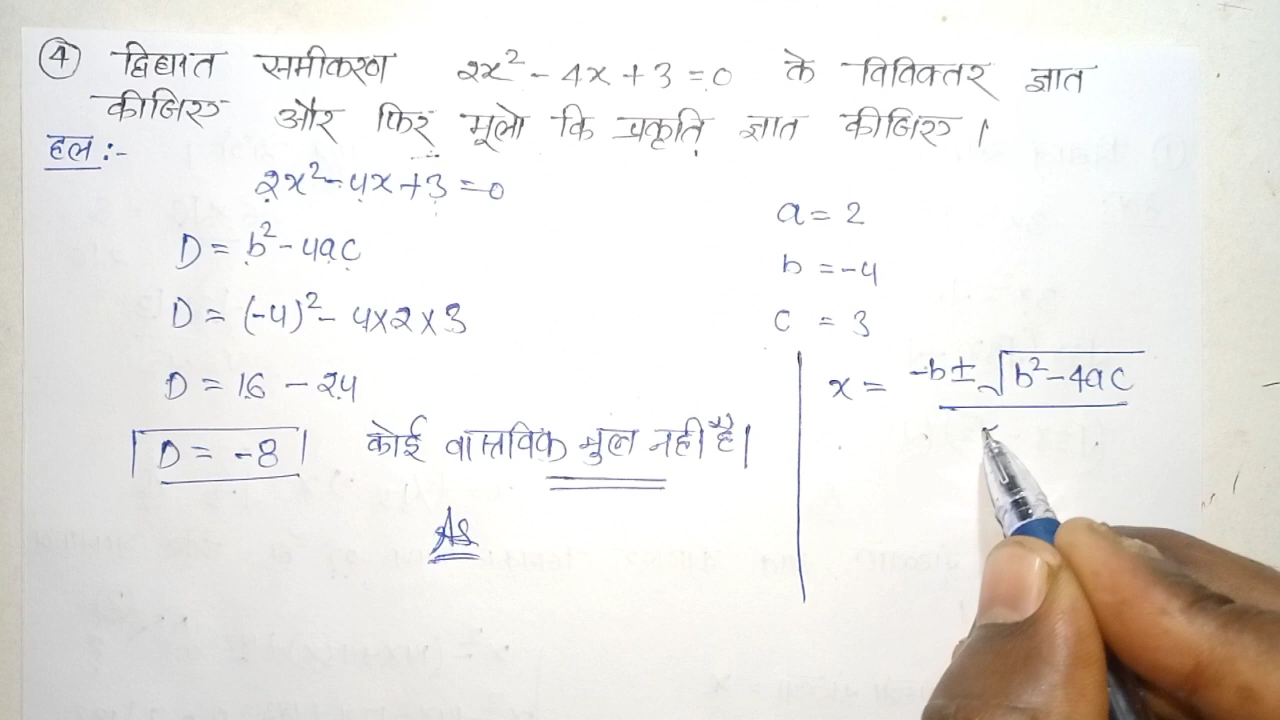 ④ द्विघात समीकरण 2x² - 4x + 3 = 0 के विविक्तर ज्ञात
कीजिए और फिर मूलो कि प्रकृति ज्ञात कीजिए।
हल :-
2x² - 4x + 3 = 0
D = b² - 4ac
D = (-4)² - 4×2×3
D = 16 - 24
D = -8 कोई वास्तविक मुल नही है।
As
a = 2
b = -4
c = 3
x = -b ± √b² - 4ac